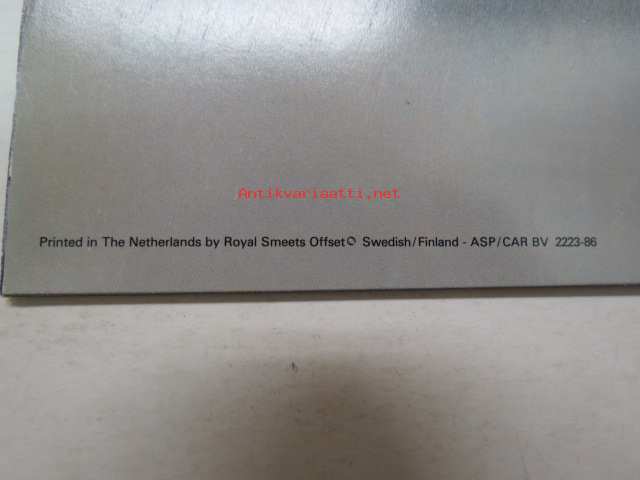 Antikvariaatti.net
Printed in The Netherlands by Royal Smeets Offset Swedish/Finland - ASP/CAR BV 2223-86